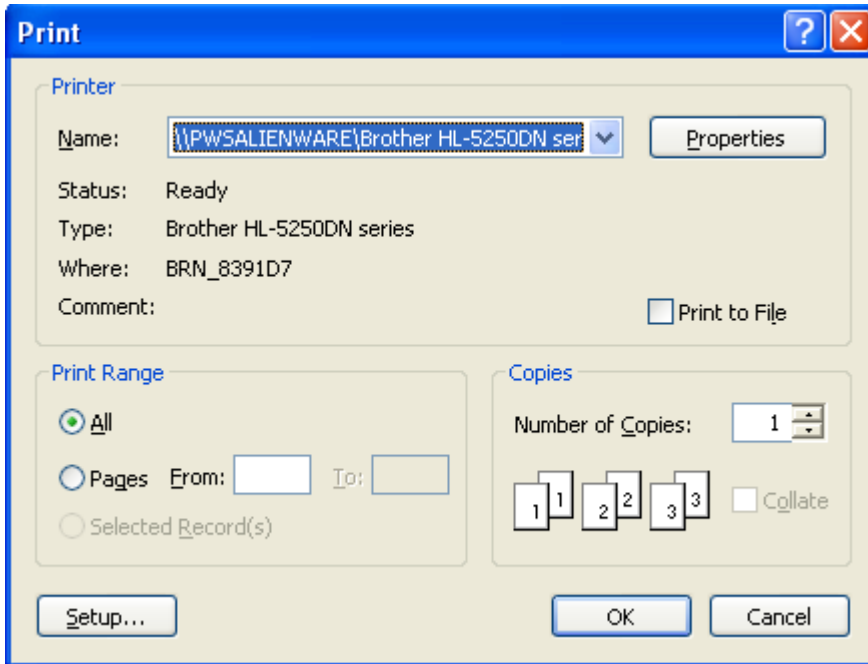 Print
Printer
Name: \\PWSALIENWARE\Brother HL-5250DN ser Properties
Status: Ready
Type: Brother HL-5250DN series
Where: BRN_8391D7
Comment:
Print to File
Print Range
All
Pages From: To:
Selected Record(s)
Copies
Number of Copies: 1
1 1 2 2 3 3 Collate
Setup... OK Cancel